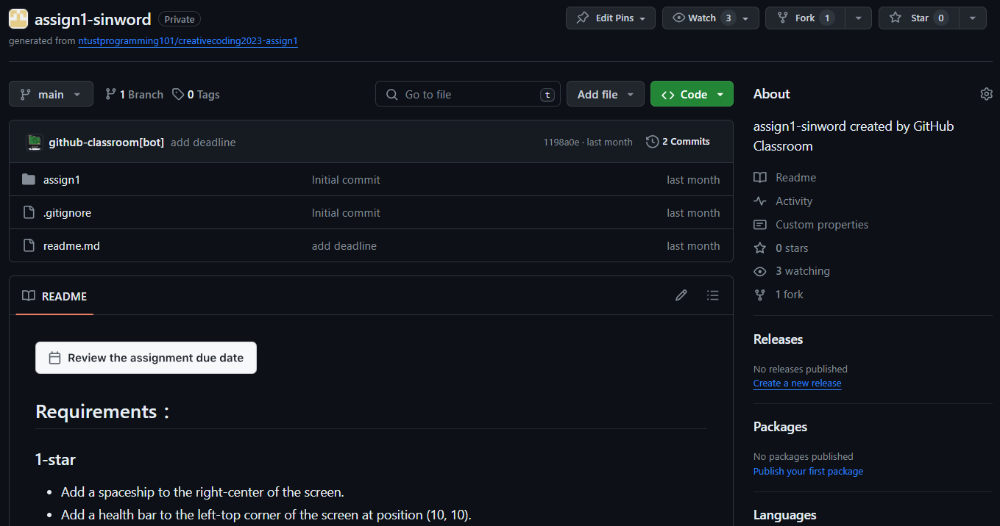 assign1-sinword Private Edit Pins Watch 3 Fork 1 Star 0
generated from ntustprogramming101/creativecoding2023-assign1
main 1 Branch 0 Tags Go to file t Add file <> Code
github-classroom[bot] add deadline 1198a0e · last month 2 Commits
assign1 Initial commit last month
.gitignore Initial commit last month
readme.md add deadline last month
README
Review the assignment due date
Requirements：
1-star
• Add a spaceship to the right-center of the screen.
• Add a health bar to the left-top corner of the screen at position (10, 10).
About
assign1-sinword created by GitHub
Classroom
Readme
Activity
Custom properties
0 stars
3 watching
1 fork
Releases
No releases published
Create a new release
Packages
No packages published
Publish your first package
Languages